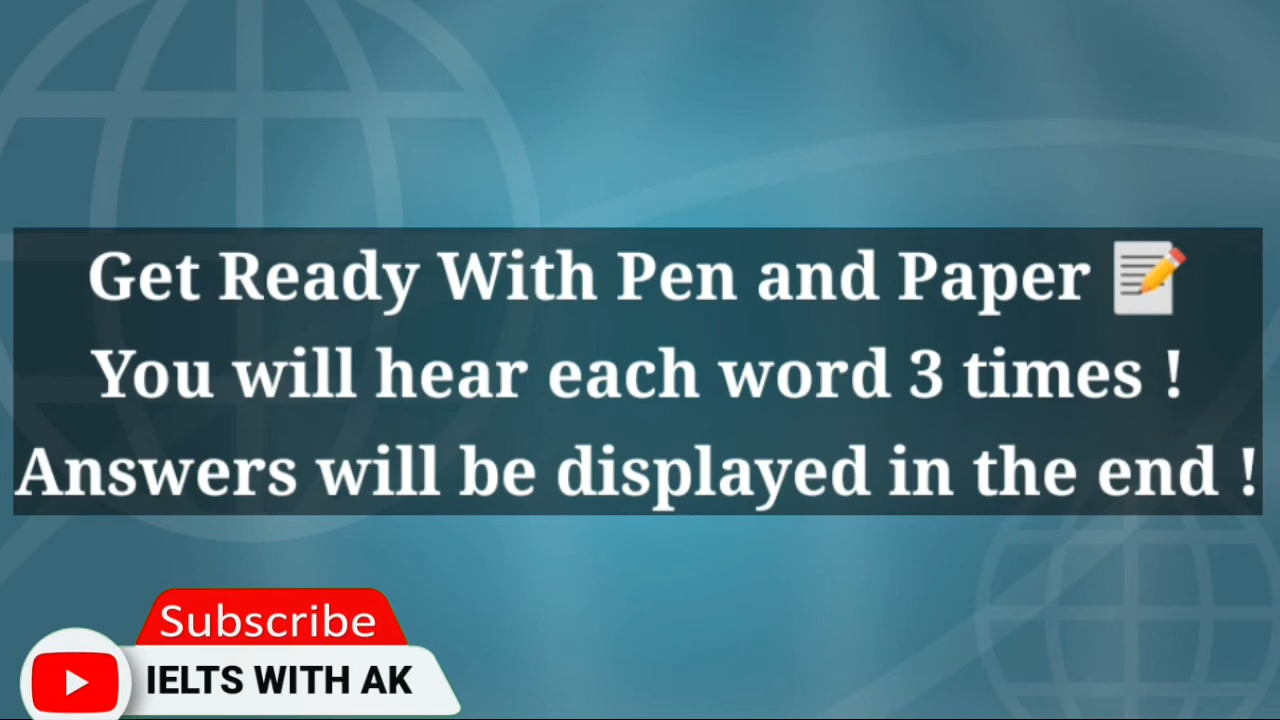 Get Ready With Pen and Paper 📝
You will hear each word 3 times !
Answers will be displayed in the end !
Subscribe
IELTS WITH AK